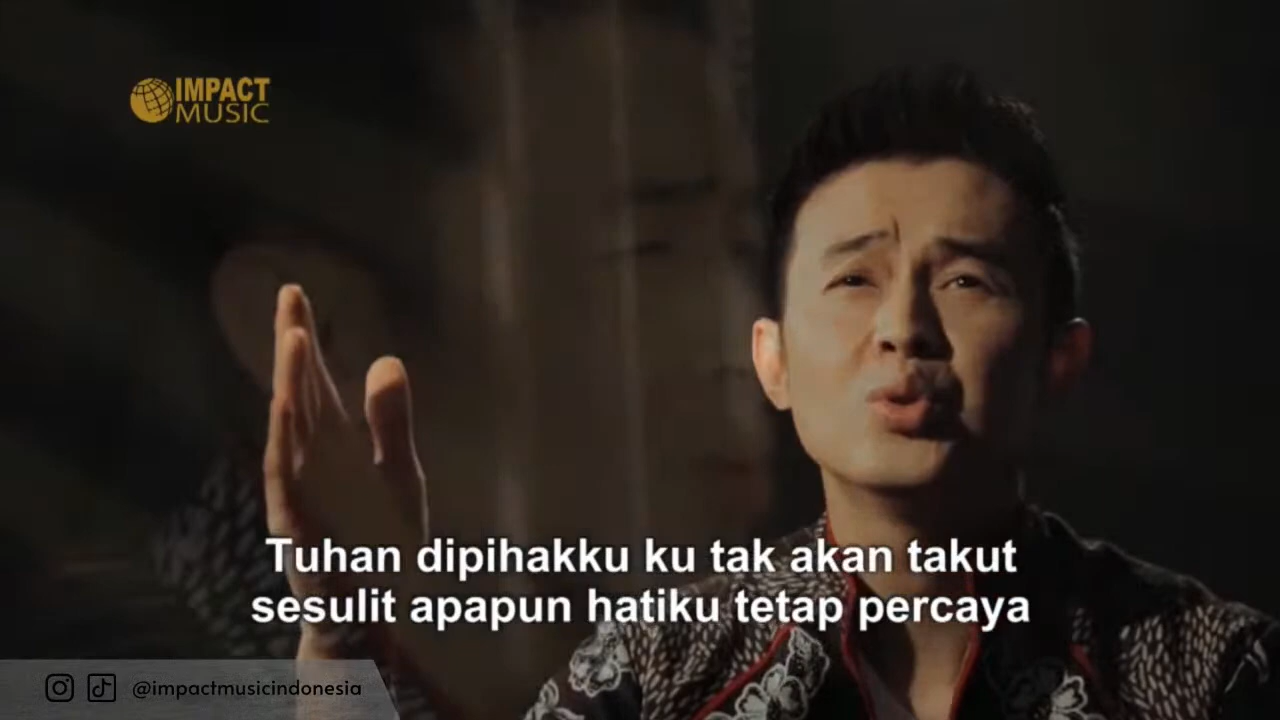 IMPACT
MUSIC
Tuhan dipihakku ku tak akan takut
sesulit apapun hatiku tetap percaya
@impactmusicindonesia